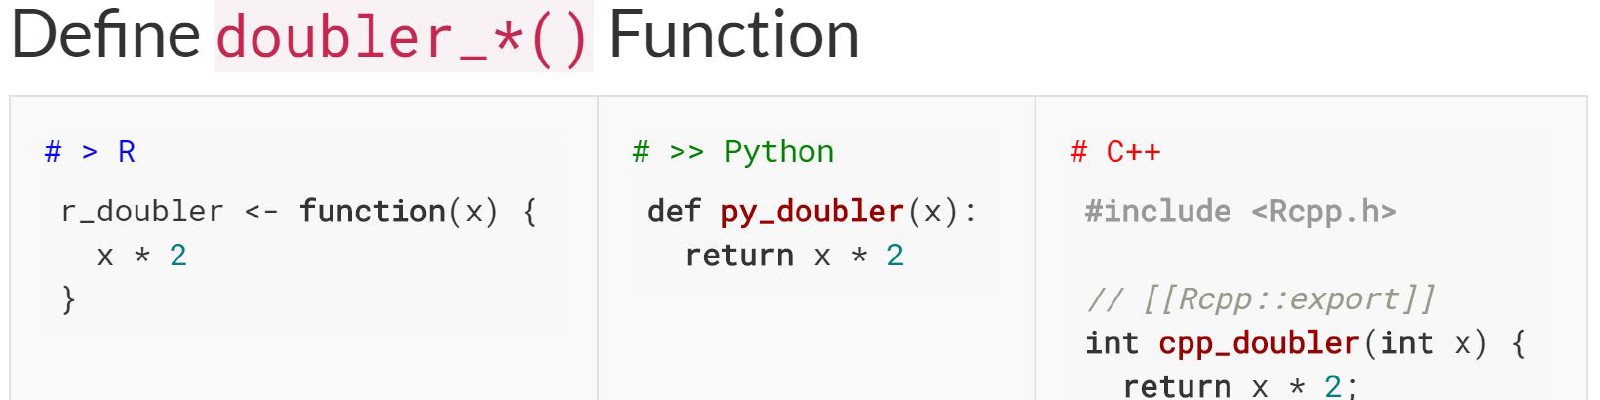 Define doubler_*() Function
# > R
r_doubler <- function(x) {
  x * 2
}
# >> Python
def py_doubler(x):
  return x * 2
# C++
#include <Rcpp.h>
// [[Rcpp::export]]
int cpp_doubler(int x) {
  return x * 2;